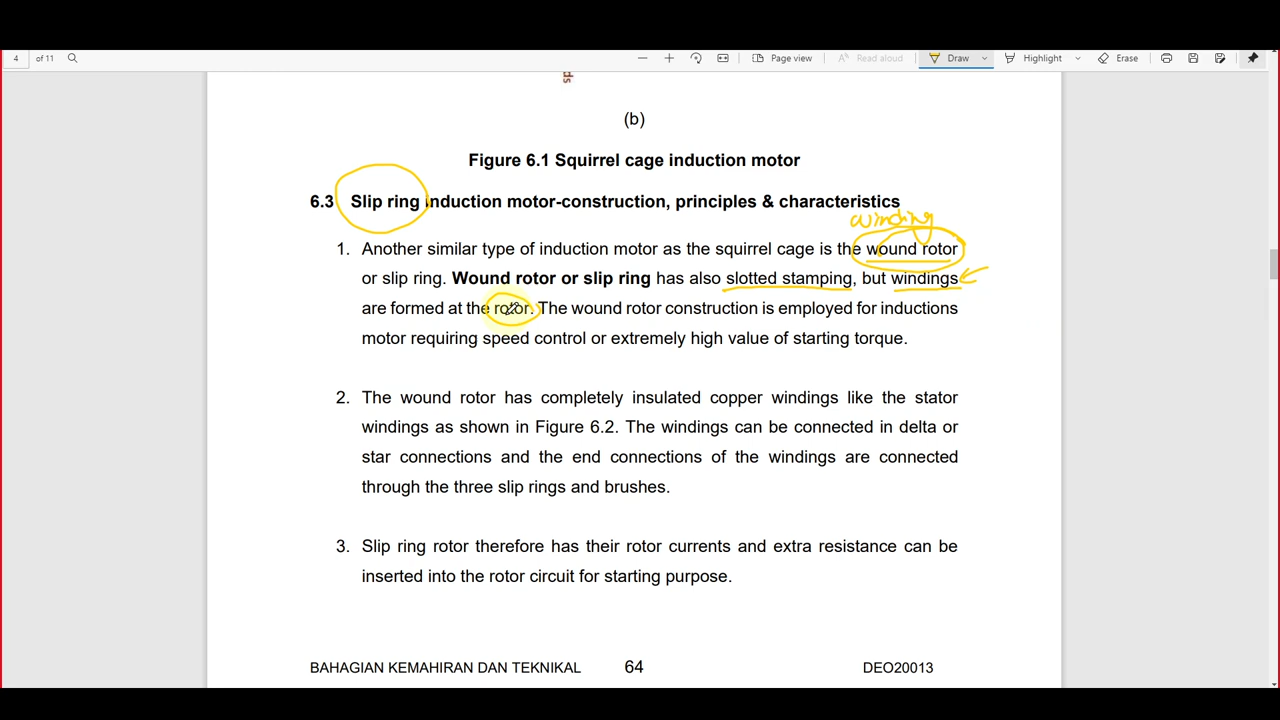 4 of 11 Page view Read aloud Draw Highlight Erase
sds
(b)
Figure 6.1 Squirrel cage induction motor
6.3 Slip ring induction motor-construction, principles & characteristics
winding
1. Another similar type of induction motor as the squirrel cage is the wound rotor
or slip ring. Wound rotor or slip ring has also slotted stamping, but windings
are formed at the rotor. The wound rotor construction is employed for inductions
motor requiring speed control or extremely high value of starting torque.
2. The wound rotor has completely insulated copper windings like the stator
windings as shown in Figure 6.2. The windings can be connected in delta or
star connections and the end connections of the windings are connected
through the three slip rings and brushes.
3. Slip ring rotor therefore has their rotor currents and extra resistance can be
inserted into the rotor circuit for starting purpose.
BAHAGIAN KEMAHIRAN DAN TEKNIKAL 64 DEO20013